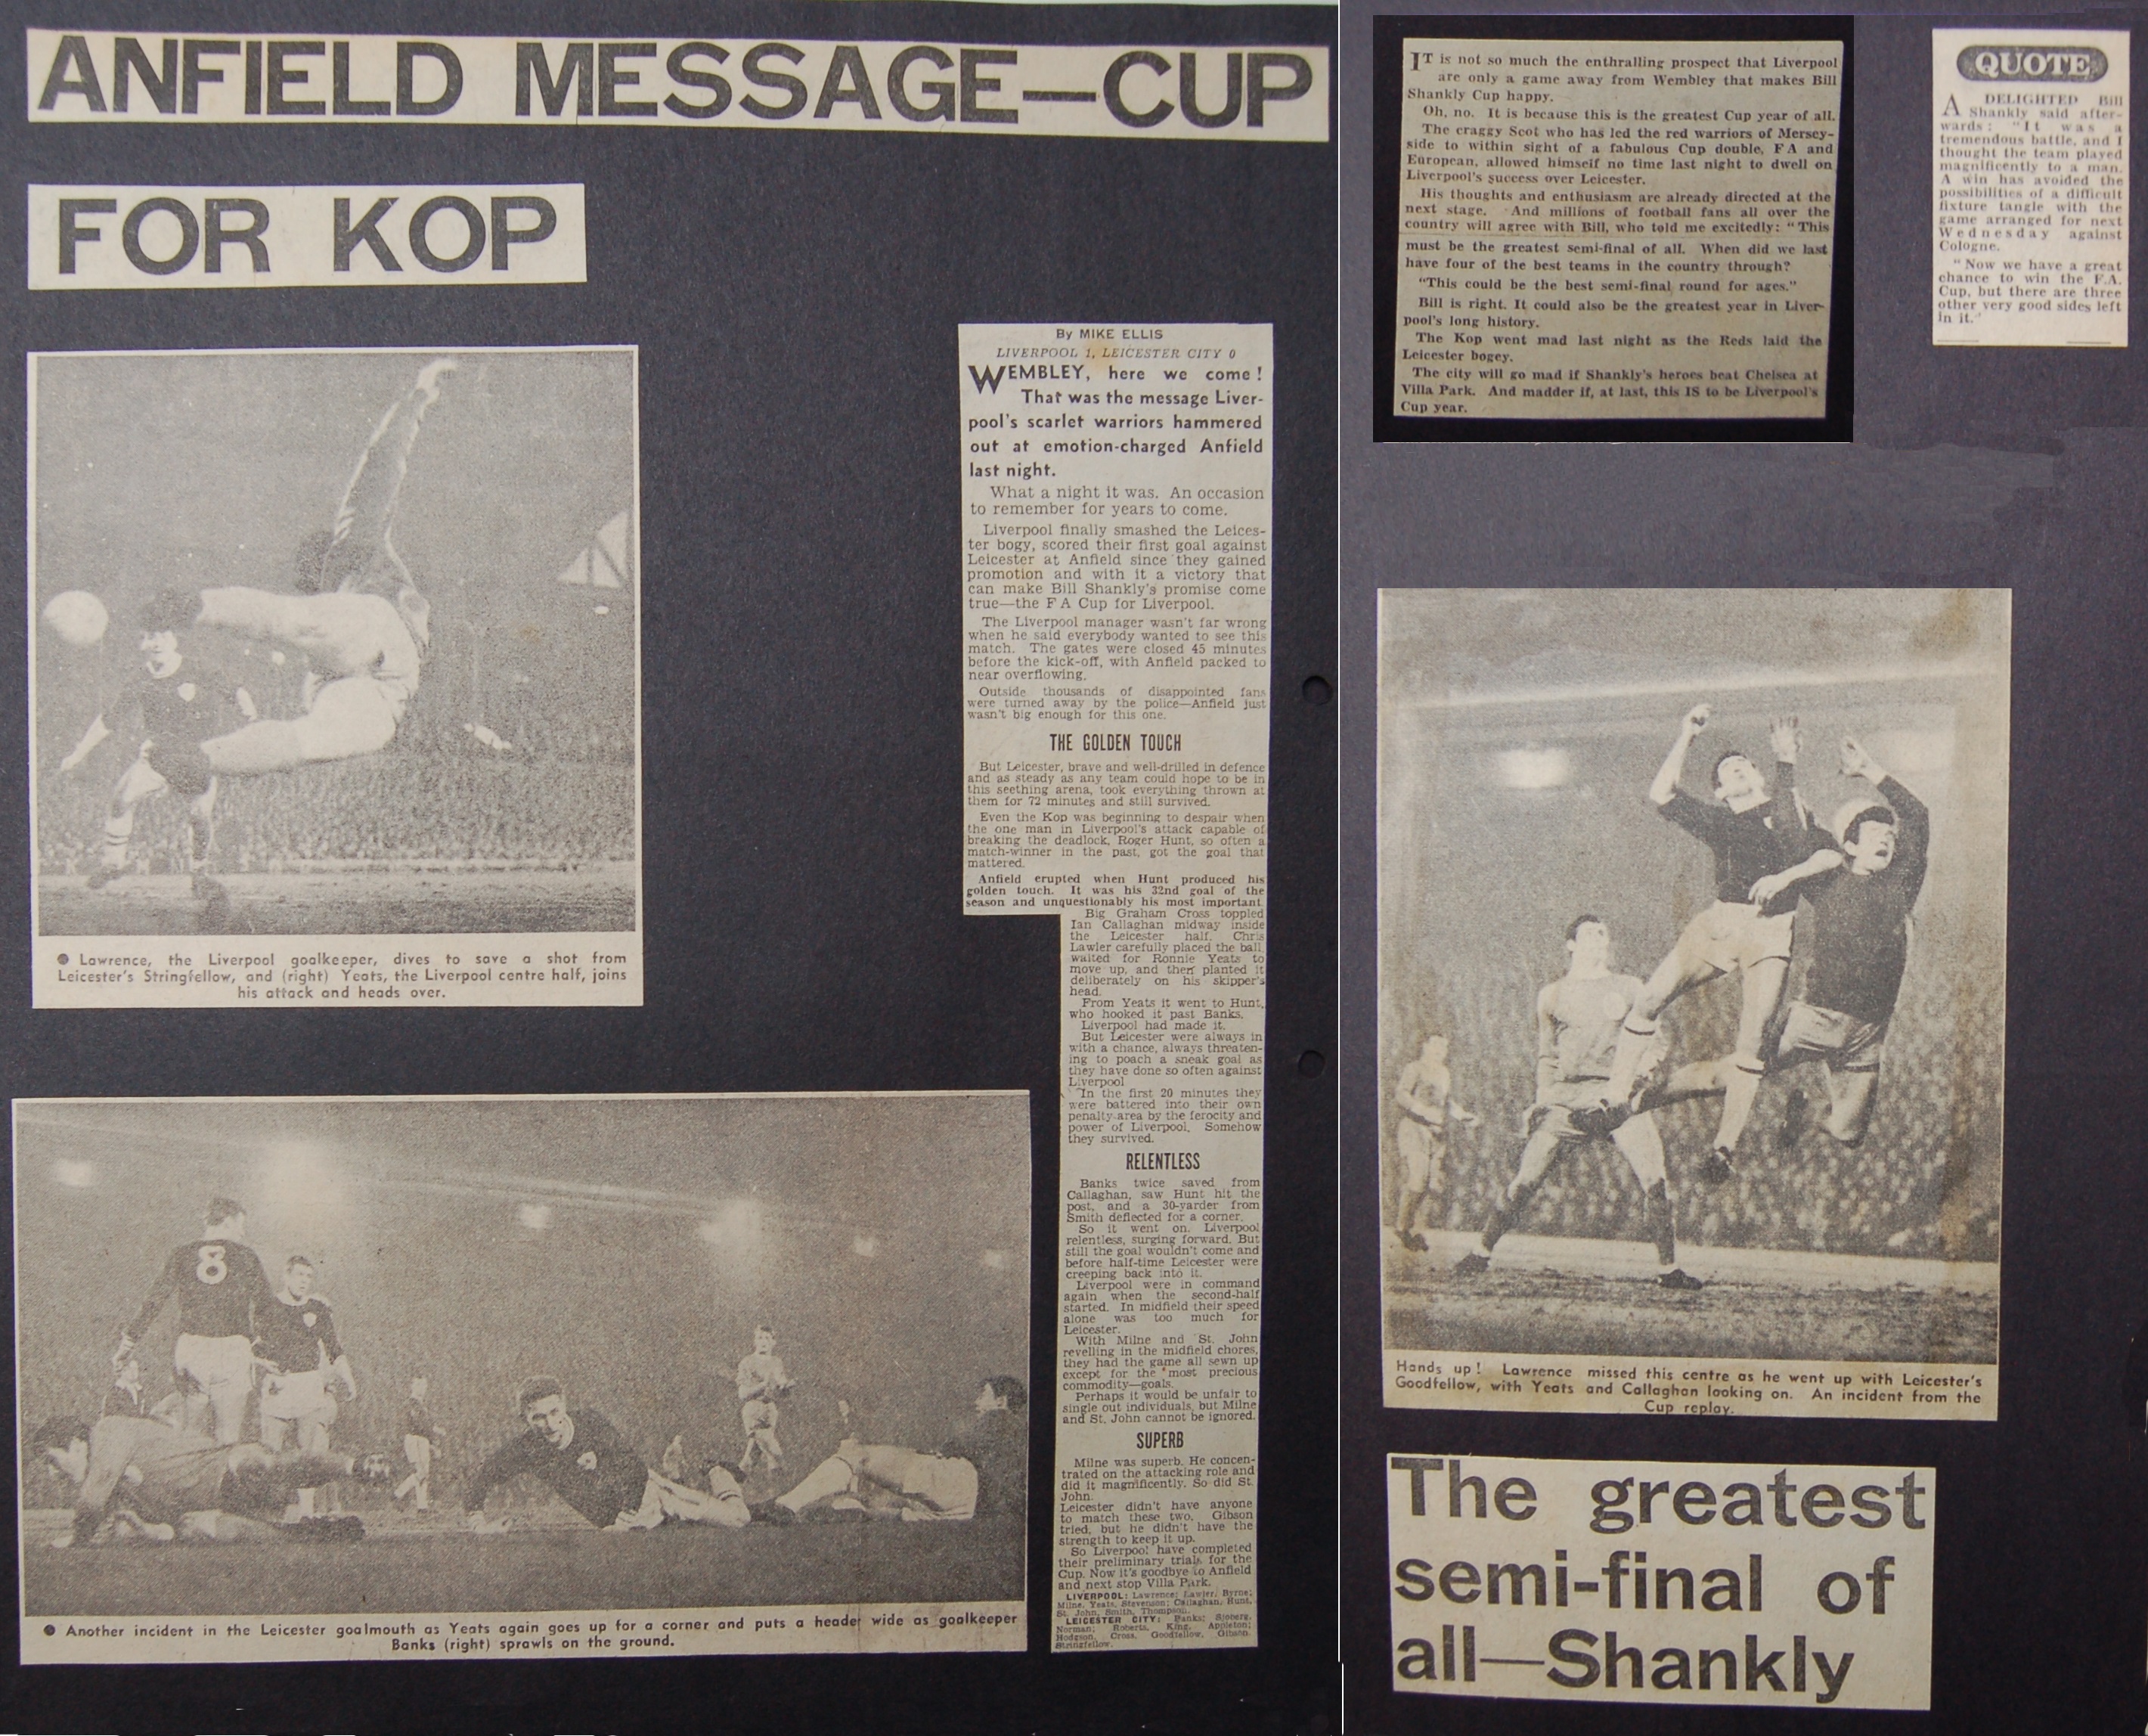 ANFIELD MESSAGE—CUP
FOR KOP
● Lawrence, the Liverpool goalkeeper, dives to save a shot from
Leicester's Stringfellow, and (right) Yeats, the Liverpool centre half, joins
his attack and heads over.
8
● Another incident in the Leicester goalmouth as Yeats again goes up for a corner and puts a header wide as goalkeeper
Banks (right) sprawls on the ground.
By MIKE ELLIS
LIVERPOOL 1, LEICESTER CITY 0
WEMBLEY, here we come!
That was the message Liver-
pool's scarlet warriors hammered
out at emotion-charged Anfield
last night.
What a night it was. An occasion
to remember for years to come.
Liverpool finally smashed the Leices-
ter bogy, scored their first goal against
Leicester at Anfield since they gained
promotion and with it a victory that
can make Bill Shankly's promise come
true—the F A Cup for Liverpool.
The Liverpool manager wasn't far wrong
when he said everybody wanted to see this
match. The gates were closed 45 minutes
before the kick-off, with Anfield packed to
near overflowing.
Outside thousands of disappointed fans
were turned away by the police—Anfield just
wasn't big enough for this one.
THE GOLDEN TOUCH
But Leicester, brave and well-drilled in defence
and as steady as any team could hope to be in
this seething arena, took everything thrown at
them for 72 minutes and still survived.
Even the Kop was beginning to despair when
the one man in Liverpool's attack capable of
breaking the deadlock, Roger Hunt, so often a
match-winner in the past, got the goal that
mattered.
Anfield erupted when Hunt produced his
golden touch. It was his 32nd goal of the
season and unquestionably his most important
Big Graham Cross toppled
Ian Callaghan midway inside
the Leicester half. Chris
Lawler carefully placed the ball
waited for Ronnie Yeats to
move up, and then planted it
deliberately on his skipper's
head.
From Yeats it went to Hunt,
who hooked it past Banks.
Liverpool had made it.
But Leicester were always in
with a chance, always threaten-
ing to poach a sneak goal as
they have done so often against
Liverpool
In the first 20 minutes they
were battered into their own
penalty-area by the ferocity and
power of Liverpool. Somehow
they survived.
RELENTLESS
Banks twice saved from
Callaghan, saw Hunt hit the
post, and a 30-yarder from
Smith deflected for a corner.
So it went on. Liverpool
relentless, surging forward. But
still the goal wouldn't come and
before half-time Leicester were
creeping back into it.
Liverpool were in command
again when the second-half
started. In midfield their speed
alone was too much for
Leicester.
With Milne and St. John
revelling in the midfield chores,
they had the game all sewn up
except for the most precious
commodity—goals.
Perhaps it would be unfair to
single out individuals, but Milne
and St. John cannot be ignored.
SUPERB
Milne was superb. He concen-
trated on the attacking role and
did it magnificently. So did St.
John.
Leicester didn't have anyone
to match these two. Gibson
tried, but he didn't have the
strength to keep it up.
So Liverpool have completed
their preliminary trials for the
Cup. Now it's goodbye to Anfield
and next stop Villa Park.
LIVERPOOL: Lawrence; Lawler, Byrne;
Milne, Yeats, Stevenson; Callaghan, Hunt,
St. John, Smith, Thompson.
LEICESTER CITY: Banks; Sjoberg,
Norman; Roberts, King, Appleton;
Hodgson, Cross, Goodfellow, Gibson,
Stringfellow.
IT is not so much the enthralling prospect that Liverpool
are only a game away from Wembley that makes Bill
Shankly Cup happy.
Oh, no. It is because this is the greatest Cup year of all.
The craggy Scot who has led the red warriors of Mersey-
side to within sight of a fabulous Cup double, FA and
European, allowed himself no time last night to dwell on
Liverpool's success over Leicester.
His thoughts and enthusiasm are already directed at the
next stage. And millions of football fans all over the
country will agree with Bill, who told me excitedly: "This
must be the greatest semi-final of all. When did we last
have four of the best teams in the country through?
"This could be the best semi-final round for ages."
Bill is right. It could also be the greatest year in Liver-
pool's long history.
The Kop went mad last night as the Reds laid the
Leicester bogey.
The city will go mad if Shankly's heroes beat Chelsea at
Villa Park. And madder if, at last, this IS to be Liverpool's
Cup year.
QUOTE
A DELIGHTED Bill
Shankly said after-
wards: "It was a
tremendous battle, and I
thought the team played
magnificently to a man.
A win has avoided the
possibilities of a difficult
fixture tangle with the
game arranged for next
Wednesday against
Cologne.
"Now we have a great
chance to win the F.A.
Cup, but there are three
other very good sides left
in it."
Hands up! Lawrence missed this centre as he went up with Leicester's
Goodfellow, with Yeats and Callaghan looking on. An incident from the
Cup replay.
The greatest
semi-final of
all—Shankly